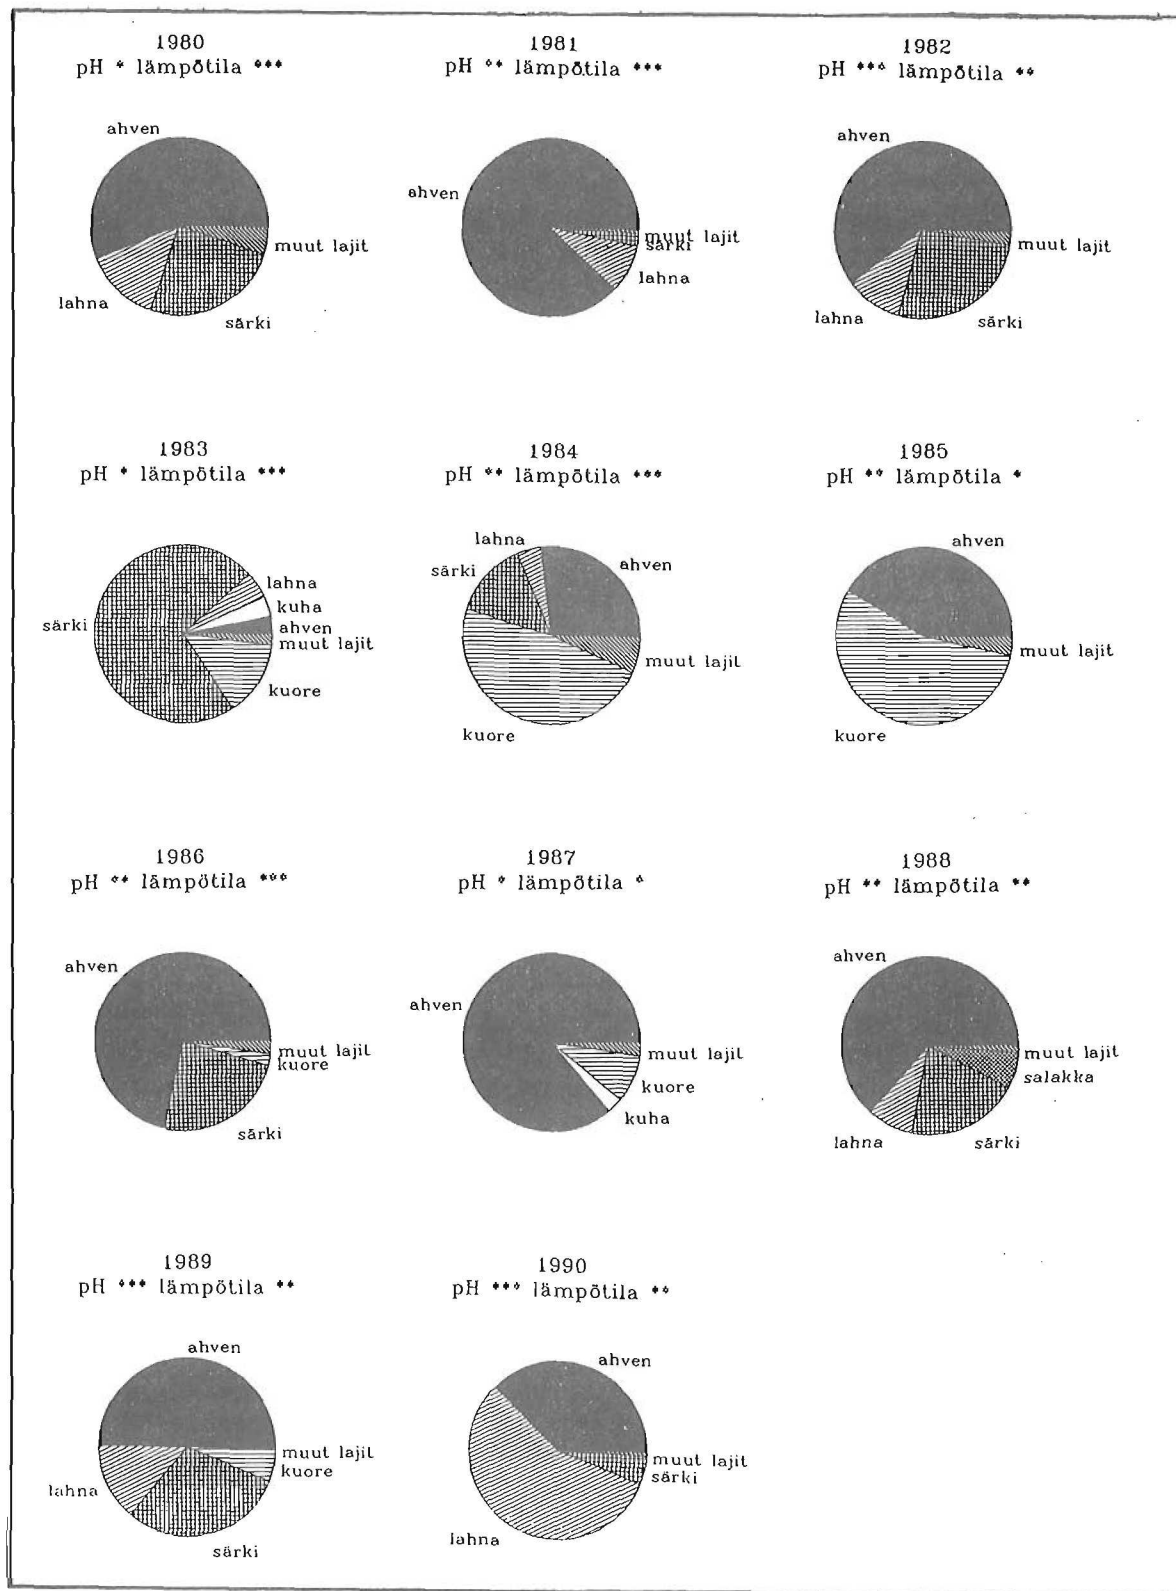 1980
pH * lämpötila ***
ahven
muut lajit
lahna
särki
1981
pH ** lämpötila ***
ahven
muut lajit
särki
lahna
1982
pH *** lämpötila **
ahven
muut lajit
lahna
särki
1983
pH * lämpötila ***
lahna
kuha
särki
ahven
muut lajit
kuore
1984
pH ** lämpötila ***
lahna
ahven
särki
muut lajit
kuore
1985
pH ** lämpötila *
ahven
muut lajit
kuore
1986
pH ** lämpötila ***
ahven
muut lajit
kuore
särki
1987
pH * lämpötila *
ahven
muut lajit
kuore
kuha
1988
pH ** lämpötila **
ahven
muut lajit
salakka
lahna
särki
1989
pH *** lämpötila **
ahven
muut lajit
kuore
lahna
särki
1990
pH *** lämpötila **
ahven
muut lajit
särki
lahna